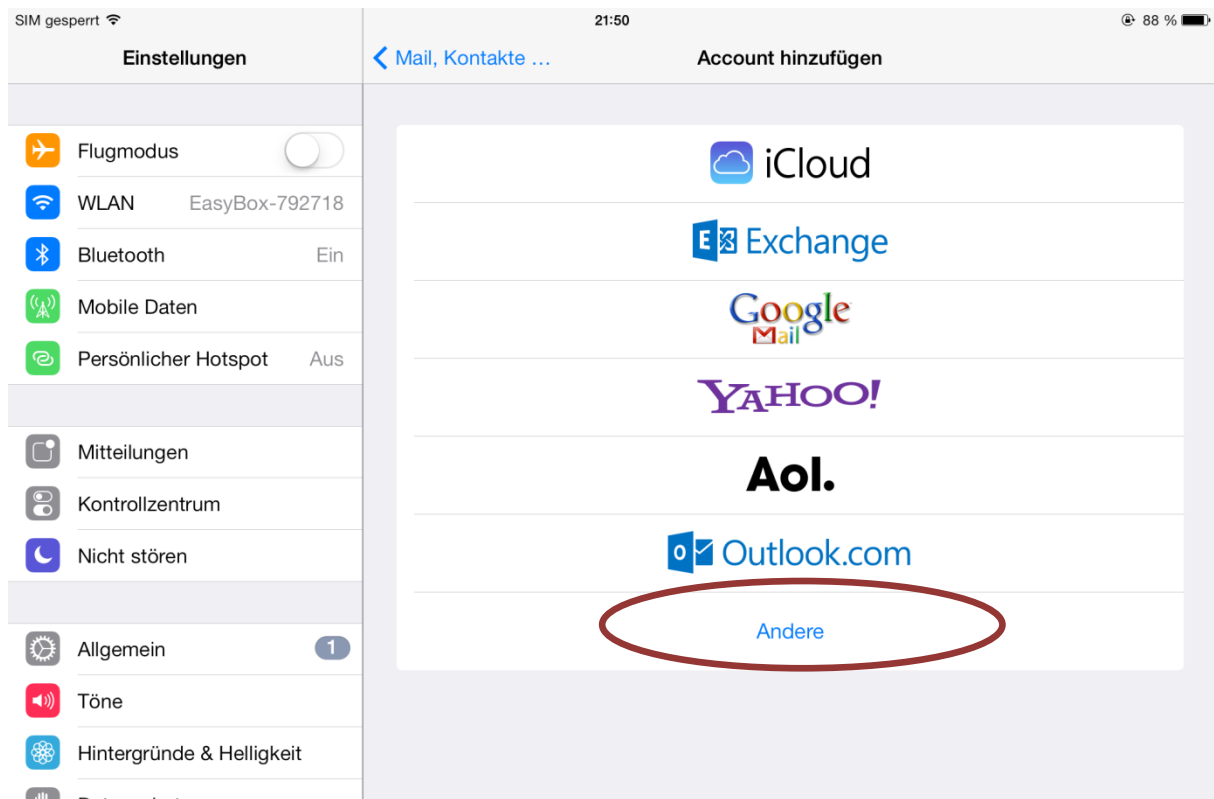 SIM gesperrt
21:50
88 %
Einstellungen
Mail, Kontakte ...
Account hinzufügen
Flugmodus
WLAN EasyBox-792718
Bluetooth Ein
Mobile Daten
Persönlicher Hotspot Aus
Mitteilungen
Kontrollzentrum
Nicht stören
Allgemein 1
Töne
Hintergründe & Helligkeit
iCloud
Exchange
Google
Mail
YAHOO!
Aol.
Outlook.com
Andere